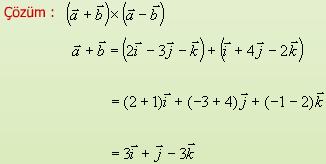 Çözüm : (a⃗ + b⃗)×(a⃗ − b⃗)
a⃗ + b⃗ = (2i⃗ − 3j⃗ − k⃗) + (i⃗ + 4j⃗ − 2k⃗)
= (2 + 1)i⃗ + (−3 + 4)j⃗ + (−1 − 2)k⃗
= 3i⃗ + j⃗ − 3k⃗